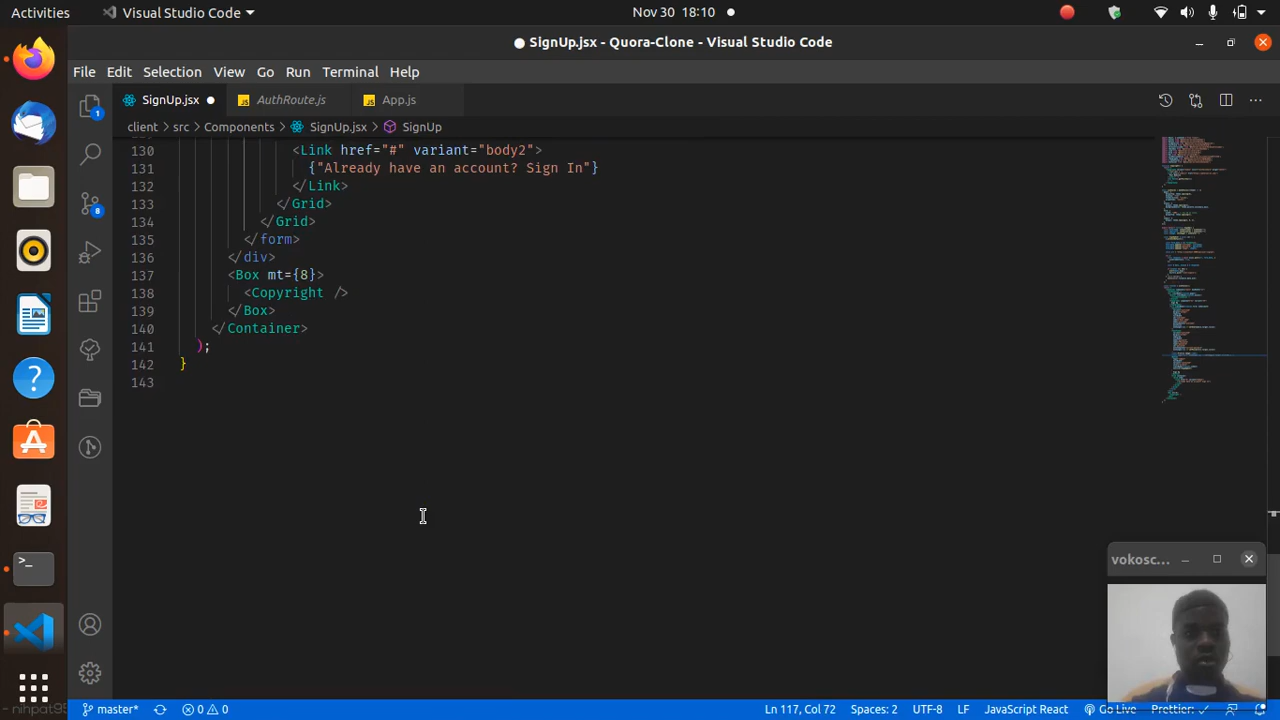 Activities
Visual Studio Code
Nov 30 18:10
SignUp.jsx - Quora-Clone - Visual Studio Code
File Edit Selection View Go Run Terminal Help
SignUp.jsx
AuthRoute.js
App.js
client > src > Components > SignUp.jsx > SignUp
130 <Link href="#" variant="body2">
131 {"Already have an account? Sign In"}
132 </Link>
133 </Grid>
134 </Grid>
135 </form>
136 </div>
137 <Box mt={8}>
138 <Copyright />
139 </Box>
140 </Container>
141 );
142 }
143
1
8
vokosc...
master*
0 0
Ln 117, Col 72
Spaces: 2
UTF-8
LF
JavaScript React
Go Live
Prettier: ✓